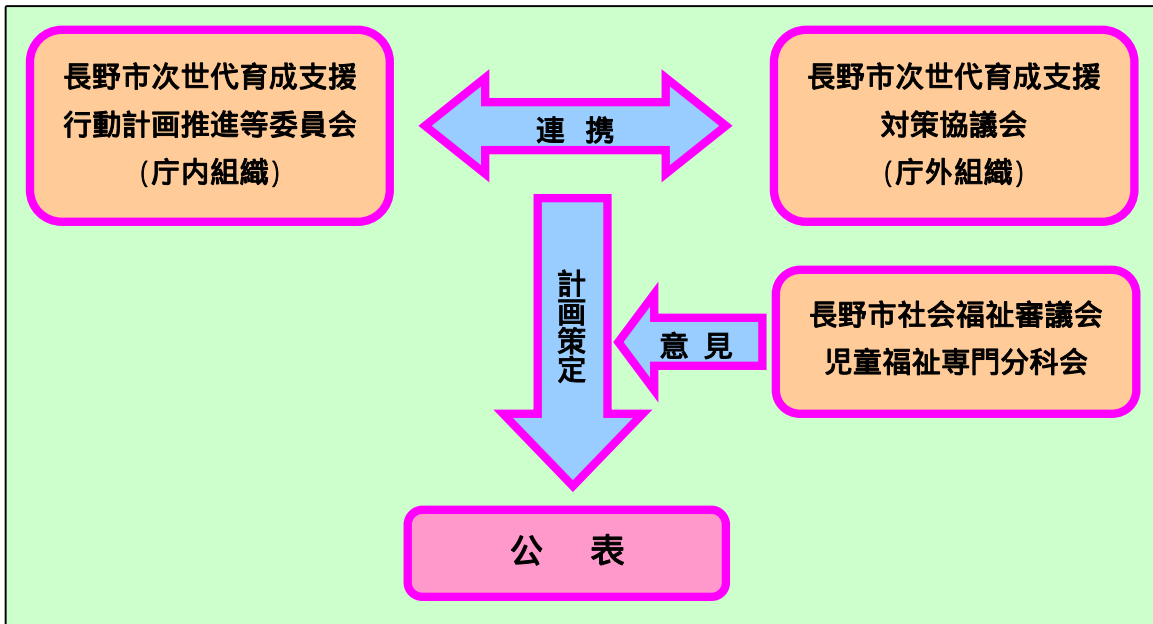 長野市次世代育成支援
行動計画推進等委員会
(庁内組織)
連携
長野市次世代育成支援
対策協議会
(庁外組織)
計画策定
意見
長野市社会福祉審議会
児童福祉専門分科会
公表